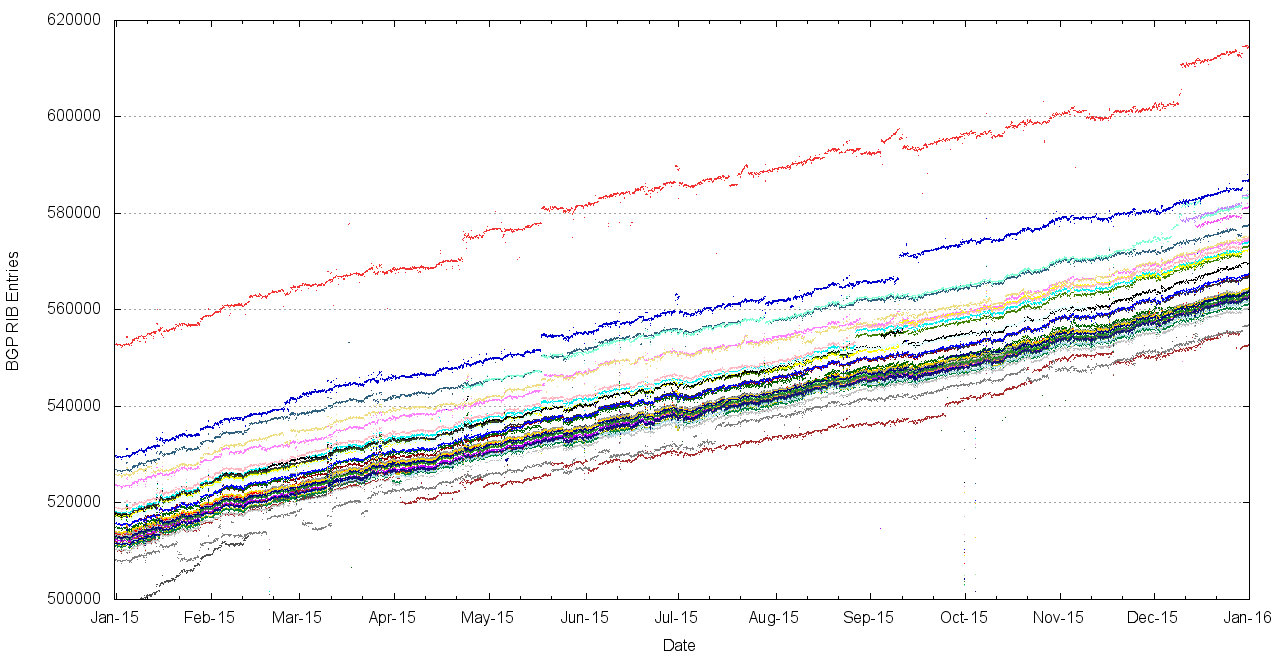 620000
600000
580000
560000
540000
520000
500000
BGP RIB Entries
Jan-15 Feb-15 Mar-15 Apr-15 May-15 Jun-15 Jul-15 Aug-15 Sep-15 Oct-15 Nov-15 Dec-15 Jan-16
Date